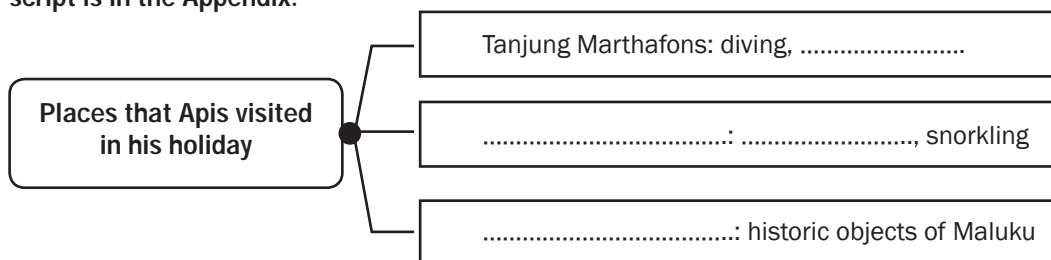 script is in the Appendix.
Places that Apis visited
in his holiday
Tanjung Marthafons: diving, .........................
.....................................: .........................., snorkling
......................................: historic objects of Maluku